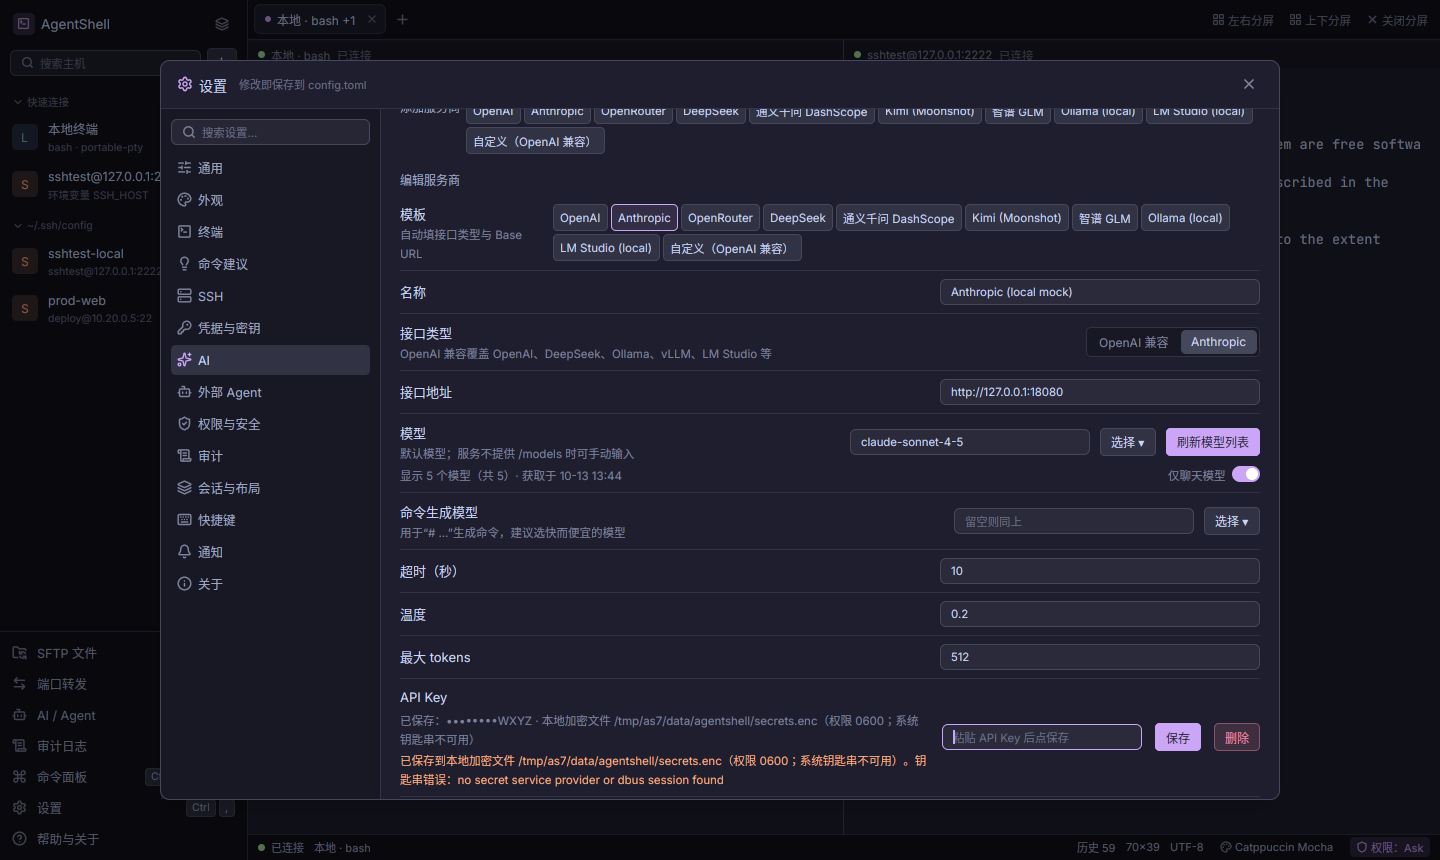 AgentShell
本地 · bash +1
左右分屏
上下分屏
关闭分屏
搜索主机
本地 · bash 已连接
sshtest@127.0.0.1:2222 已连接
快速连接
L
本地终端
bash · portable-pty
S
sshtest@127.0.0.1:2
环境变量 SSH_HOST
~/.ssh/config
S
sshtest-local
sshtest@127.0.0.1:2222
S
prod-web
deploy@10.20.0.5:22
SFTP 文件
端口转发
AI / Agent
审计日志
命令面板
设置
Ctrl ,
帮助与关于
设置
修改即保存到 config.toml
搜索设置...
通用
外观
终端
命令建议
SSH
凭据与密钥
AI
外部 Agent
权限与安全
审计
会话与布局
快捷键
通知
关于
添加服务商
OpenAI
Anthropic
OpenRouter
DeepSeek
通义千问 DashScope
Kimi (Moonshot)
智谱 GLM
Ollama (local)
LM Studio (local)
自定义（OpenAI 兼容）
编辑服务商
模板
自动填接口类型与 Base
URL
OpenAI
Anthropic
OpenRouter
DeepSeek
通义千问 DashScope
Kimi (Moonshot)
智谱 GLM
Ollama (local)
LM Studio (local)
自定义（OpenAI 兼容）
名称
Anthropic (local mock)
接口类型
OpenAI 兼容覆盖 OpenAI、DeepSeek、Ollama、vLLM、LM Studio 等
OpenAI 兼容
Anthropic
接口地址
http://127.0.0.1:18080
模型
默认模型；服务不提供 /models 时可手动输入
显示 5 个模型（共 5）· 获取于 10-13 13:44
claude-sonnet-4-5
选择 ▾
刷新模型列表
仅聊天模型
命令生成模型
用于“# ...”生成命令，建议选快而便宜的模型
留空则同上
选择 ▾
超时（秒）
10
温度
0.2
最大 tokens
512
API Key
已保存：••••••••WXYZ · 本地加密文件 /tmp/as7/data/agentshell/secrets.enc（权限 0600；系统
钥匙串不可用）
已保存到本地加密文件 /tmp/as7/data/agentshell/secrets.enc（权限 0600；系统钥匙串不可用）。钥
匙串错误：no secret service provider or dbus session found
粘贴 API Key 后点保存
保存
删除
em are free softwa
scribed in the
to the extent
已连接
本地 · bash
历史 59
70×39
UTF-8
Catppuccin Mocha
权限：Ask